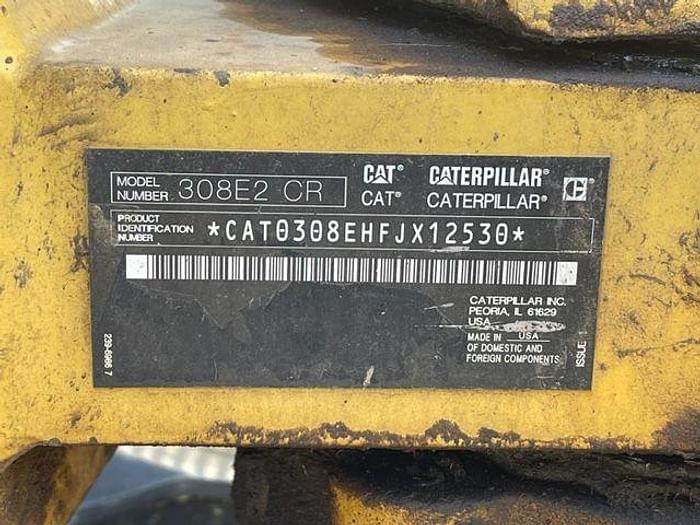 MODEL NUMBER 308E2 CR
CAT® CATERPILLAR®
CAT® CATERPILLAR®
PRODUCT IDENTIFICATION NUMBER *CAT0308EHFJX12530*
CATERPILLAR INC.
PEORIA, IL 61629
USA
MADE IN USA
OF DOMESTIC AND
FOREIGN COMPONENTS
ISSUE